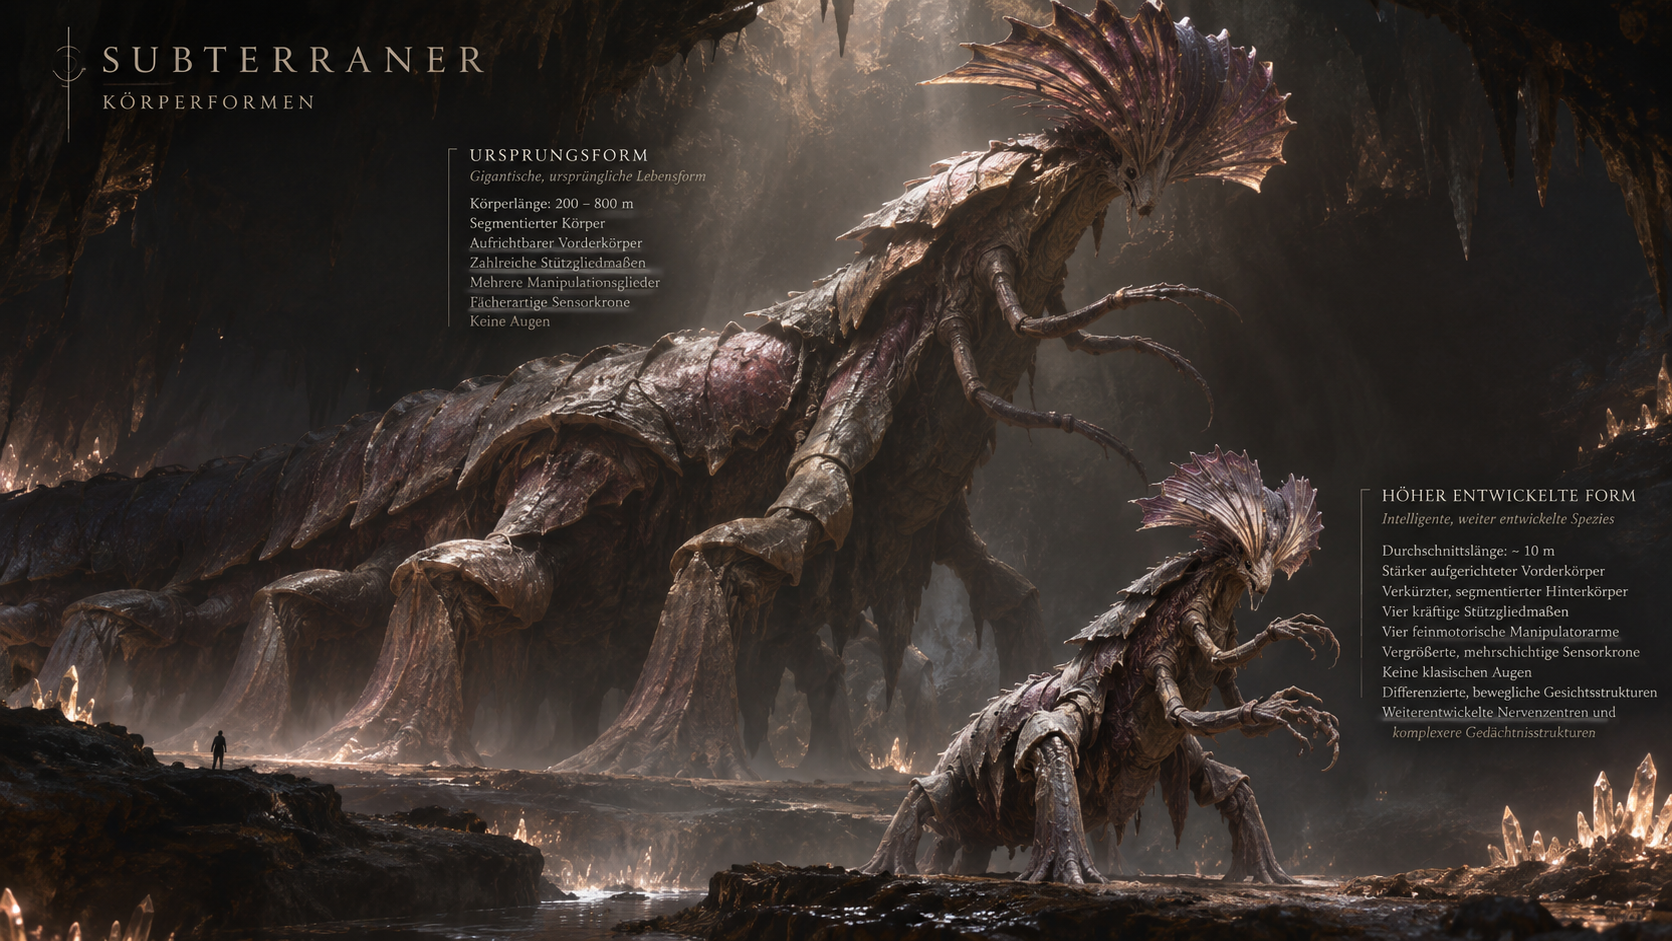 SUBTERRANER
KÖRPERFORMEN
URSPRUNGSFORM
Gigantische, ursprüngliche Lebensform
Körperlänge: 200 – 800 m
Segmentierter Körper
Aufrichtbarer Vorderkörper
Zahlreiche Stützgliedmaßen
Mehrere Manipulationsglieder
Fächerartige Sensorkrone
Keine Augen
HÖHER ENTWICKELTE FORM
Intelligente, weiter entwickelte Spezies
Durchschnittslänge: ~ 10 m
Stärker aufgerichteter Vorderkörper
Verkürzter, segmentierter Hinterkörper
Vier kräftige Stützgliedmaßen
Vier feinmotorische Manipulatorarme
Vergrößerte, mehrschichtige Sensorkrone
Keine klassischen Augen
Differenzierte, bewegliche Gesichtsstrukturen
Weiterentwickelte Nervenzentren und
komplexere Gedächtnisstrukturen